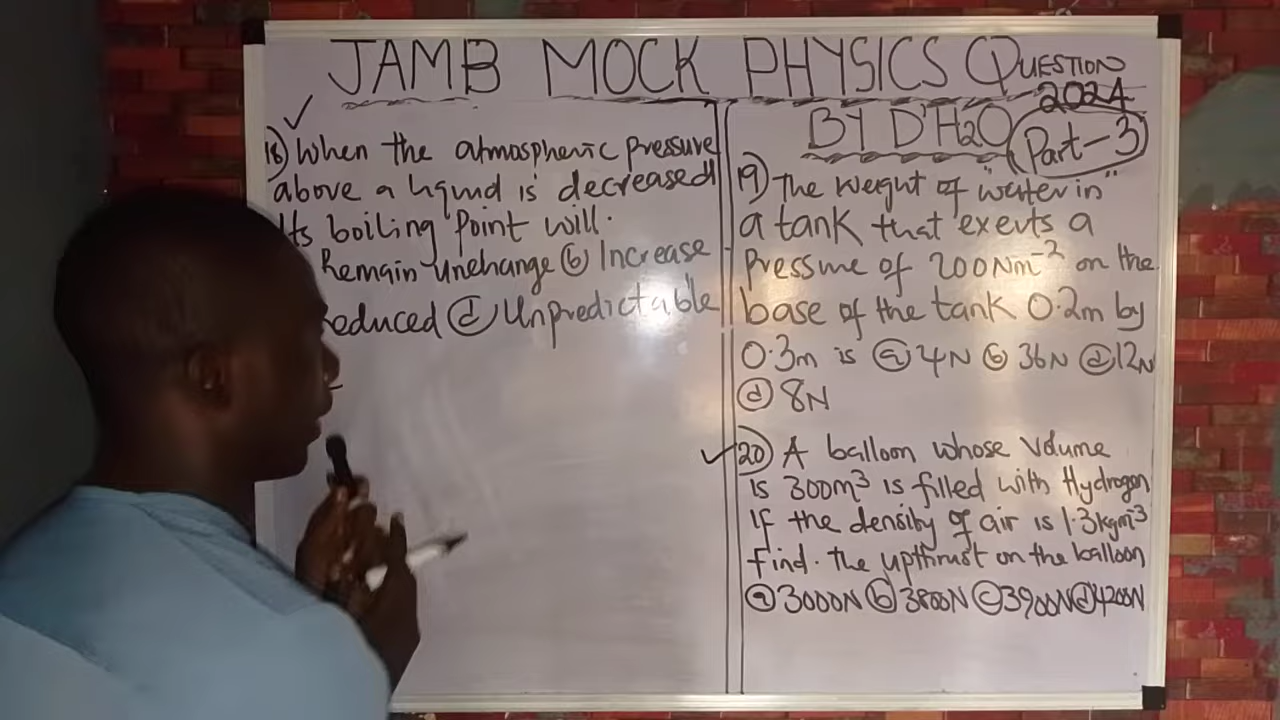 JAMB MOCK PHYSICS QUESTION
2024
BY D'H2O
Part-3
18) When the atmospheric pressure
above a liquid is decreased
Its boiling point will.
Remain unchange (b) Increase
educed (d) Unpredictable
19) The weight of "water in"
a tank that exerts a
pressure of 200Nm⁻² on the
base of the tank 0.2m by
0.3m is (a) 4N (b) 36N (d) 12N
(d) 8N
20) A balloon whose volume
is 300m³ is filled with Hydrogen
If the density of air is 1.3kgm⁻³
find. the upthrust on the balloon
(a) 3000N (b) 3800N (c) 3900N (d) 4200N